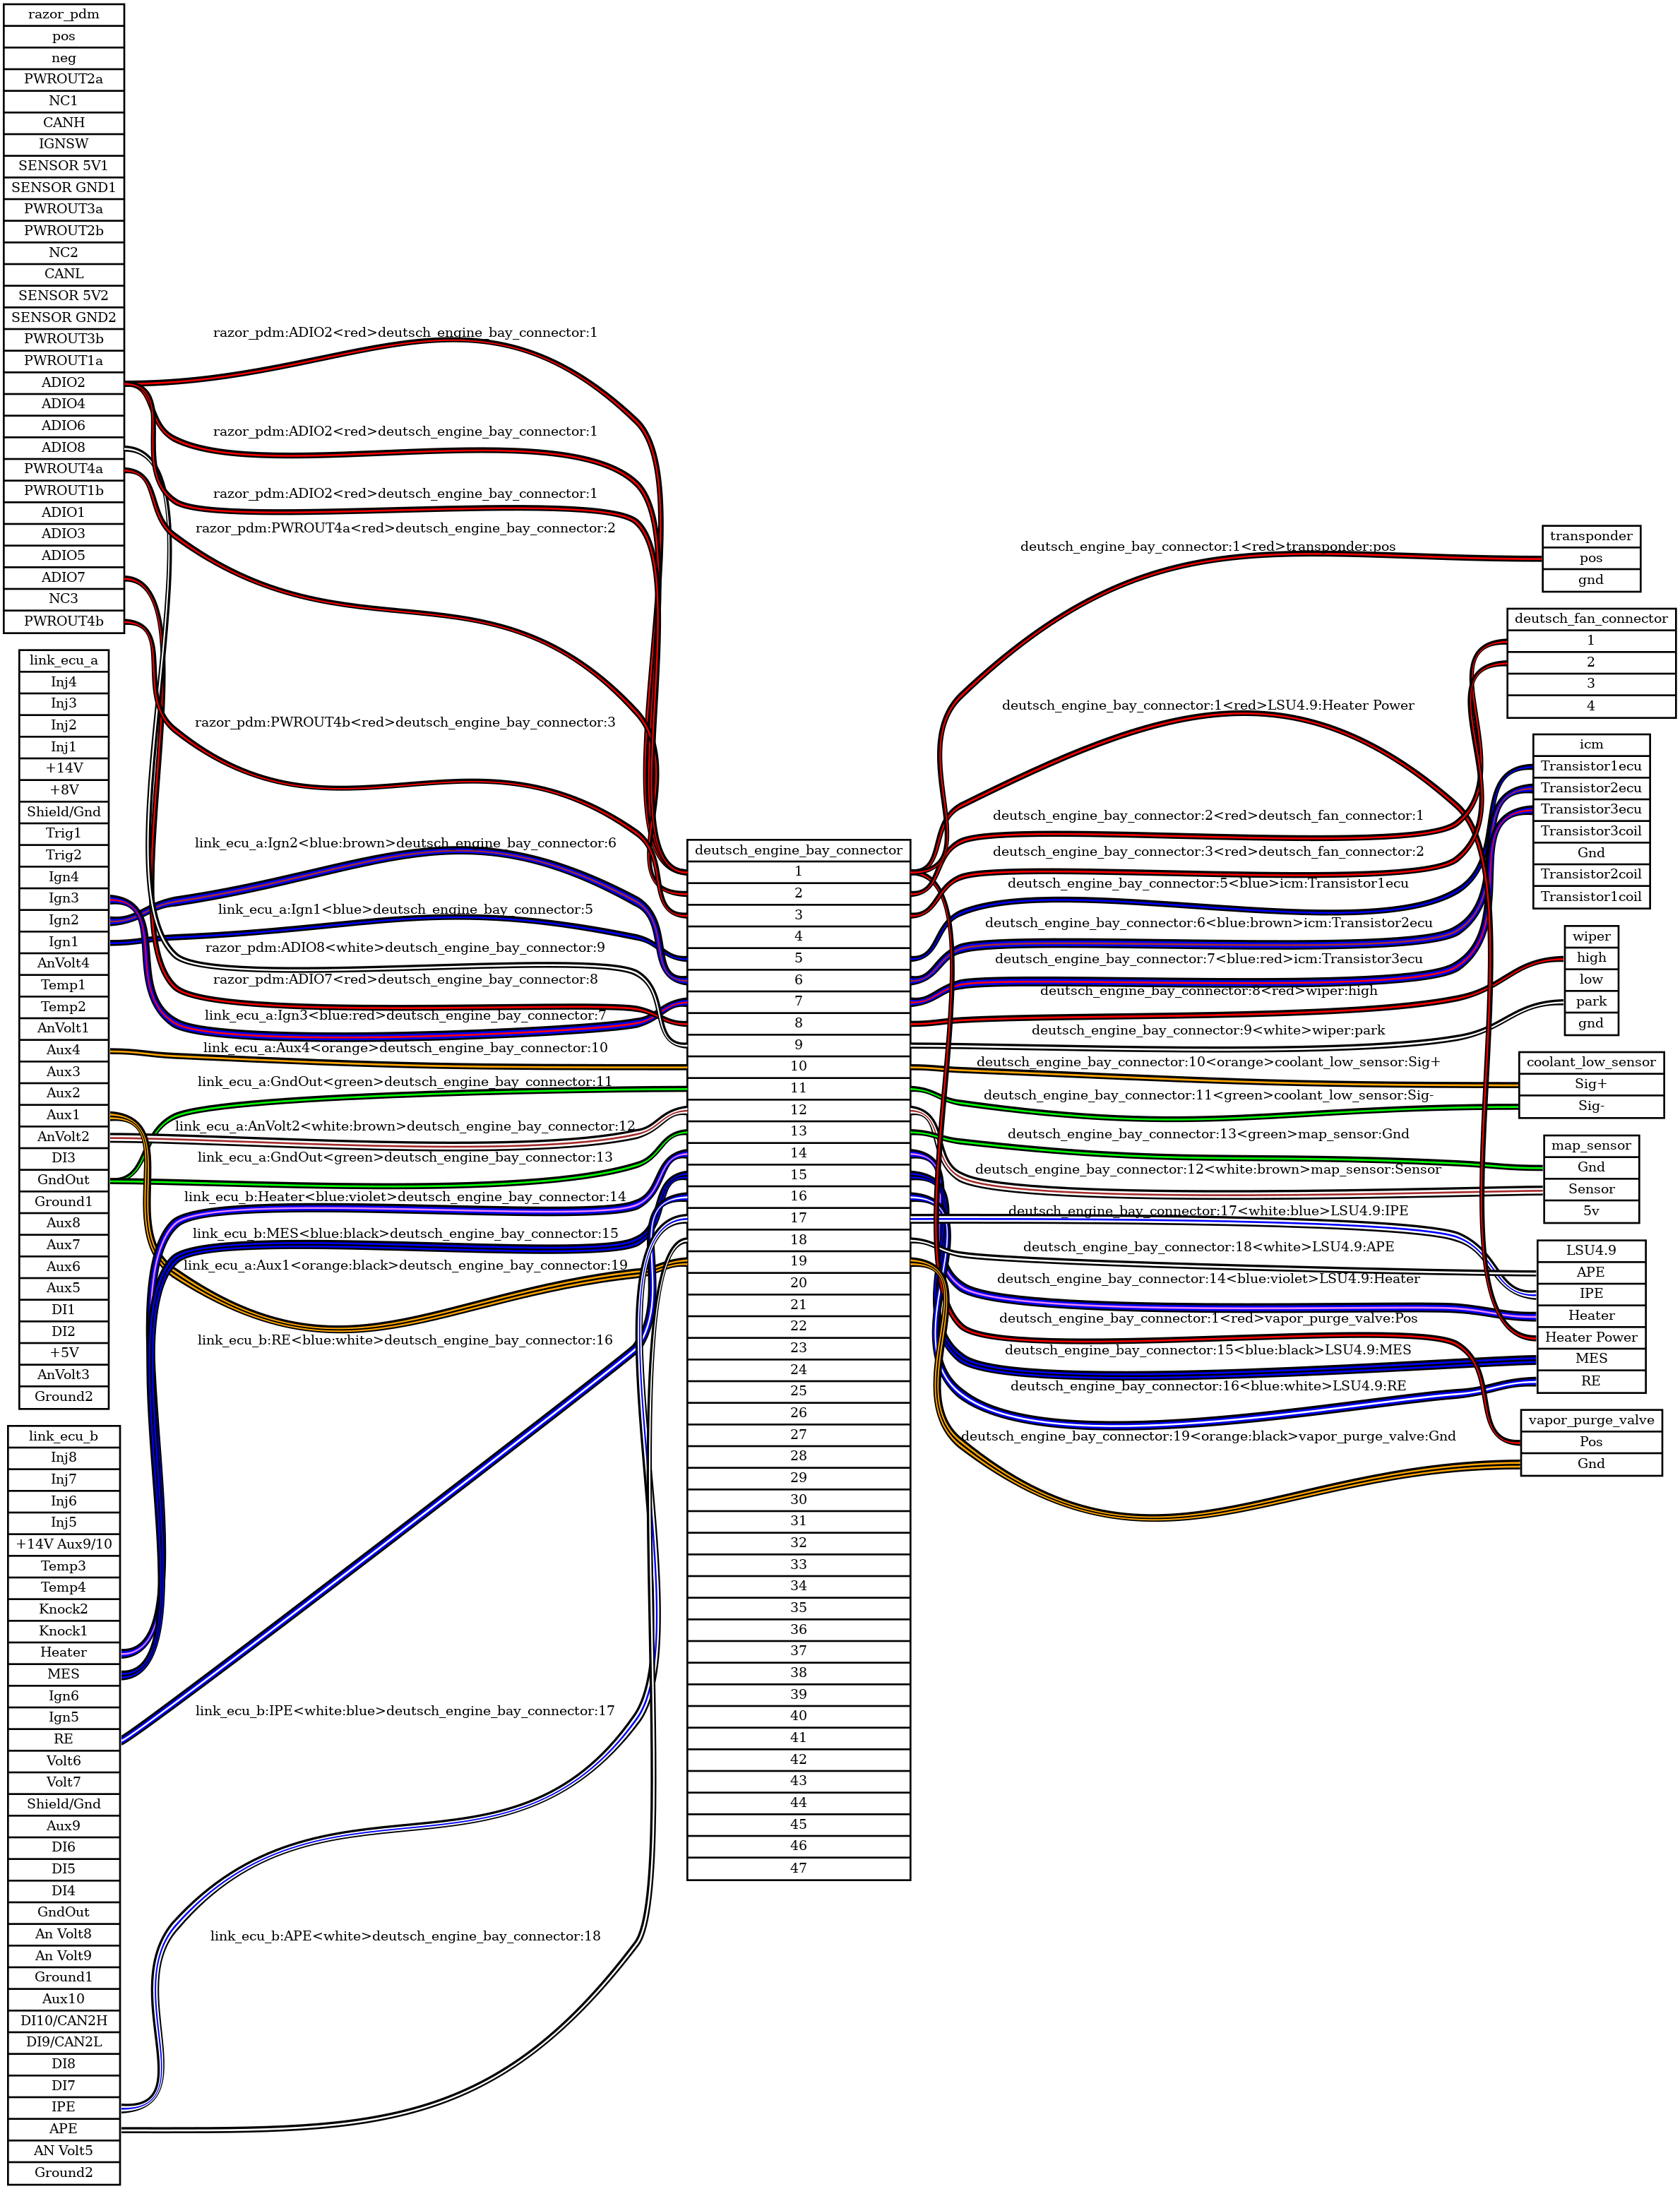 razor_pdm
pos
neg
PWROUT2a
NC1
CANH
IGNSW
SENSOR 5V1
SENSOR GND1
PWROUT3a
PWROUT2b
NC2
CANL
SENSOR 5V2
SENSOR GND2
PWROUT3b
PWROUT1a
ADIO2
ADIO4
ADIO6
ADIO8
PWROUT4a
PWROUT1b
ADIO1
ADIO3
ADIO5
ADIO7
NC3
PWROUT4b
link_ecu_a
Inj4
Inj3
Inj2
Inj1
+14V
+8V
Shield/Gnd
Trig1
Trig2
Ign4
Ign3
Ign2
Ign1
AnVolt4
Temp1
Temp2
AnVolt1
Aux4
Aux3
Aux2
Aux1
AnVolt2
DI3
GndOut
Ground1
Aux8
Aux7
Aux6
Aux5
DI1
DI2
+5V
AnVolt3
Ground2
link_ecu_b
Inj8
Inj7
Inj6
Inj5
+14V Aux9/10
Temp3
Temp4
Knock2
Knock1
Heater
MES
Ign6
Ign5
RE
Volt6
Volt7
Shield/Gnd
Aux9
DI6
DI5
DI4
GndOut
An Volt8
An Volt9
Ground1
Aux10
DI10/CAN2H
DI9/CAN2L
DI8
DI7
IPE
APE
AN Volt5
Ground2
razor_pdm:ADIO2<red>deutsch_engine_bay_connector:1
razor_pdm:ADIO2<red>deutsch_engine_bay_connector:1
razor_pdm:ADIO2<red>deutsch_engine_bay_connector:1
razor_pdm:PWROUT4a<red>deutsch_engine_bay_connector:2
razor_pdm:PWROUT4b<red>deutsch_engine_bay_connector:3
link_ecu_a:Ign2<blue:brown>deutsch_engine_bay_connector:6
link_ecu_a:Ign1<blue>deutsch_engine_bay_connector:5
razor_pdm:ADIO8<white>deutsch_engine_bay_connector:9
razor_pdm:ADIO7<red>deutsch_engine_bay_connector:8
link_ecu_a:Ign3<blue:red>deutsch_engine_bay_connector:7
link_ecu_a:Aux4<orange>deutsch_engine_bay_connector:10
link_ecu_a:GndOut<green>deutsch_engine_bay_connector:11
link_ecu_a:AnVolt2<white:brown>deutsch_engine_bay_connector:12
link_ecu_a:GndOut<green>deutsch_engine_bay_connector:13
link_ecu_b:Heater<blue:violet>deutsch_engine_bay_connector:14
link_ecu_b:MES<blue:black>deutsch_engine_bay_connector:15
link_ecu_a:Aux1<orange:black>deutsch_engine_bay_connector:19
link_ecu_b:RE<blue:white>deutsch_engine_bay_connector:16
link_ecu_b:IPE<white:blue>deutsch_engine_bay_connector:17
link_ecu_b:APE<white>deutsch_engine_bay_connector:18
deutsch_engine_bay_connector
1
2
3
4
5
6
7
8
9
10
11
12
13
14
15
16
17
18
19
20
21
22
23
24
25
26
27
28
29
30
31
32
33
34
35
36
37
38
39
40
41
42
43
44
45
46
47
deutsch_engine_bay_connector:1<red>transponder:pos
deutsch_engine_bay_connector:1<red>LSU4.9:Heater Power
deutsch_engine_bay_connector:2<red>deutsch_fan_connector:1
deutsch_engine_bay_connector:3<red>deutsch_fan_connector:2
deutsch_engine_bay_connector:5<blue>icm:Transistor1ecu
deutsch_engine_bay_connector:6<blue:brown>icm:Transistor2ecu
deutsch_engine_bay_connector:7<blue:red>icm:Transistor3ecu
deutsch_engine_bay_connector:8<red>wiper:high
deutsch_engine_bay_connector:9<white>wiper:park
deutsch_engine_bay_connector:10<orange>coolant_low_sensor:Sig+
deutsch_engine_bay_connector:11<green>coolant_low_sensor:Sig-
deutsch_engine_bay_connector:13<green>map_sensor:Gnd
deutsch_engine_bay_connector:12<white:brown>map_sensor:Sensor
deutsch_engine_bay_connector:17<white:blue>LSU4.9:IPE
deutsch_engine_bay_connector:18<white>LSU4.9:APE
deutsch_engine_bay_connector:14<blue:violet>LSU4.9:Heater
deutsch_engine_bay_connector:1<red>vapor_purge_valve:Pos
deutsch_engine_bay_connector:15<blue:black>LSU4.9:MES
deutsch_engine_bay_connector:16<blue:white>LSU4.9:RE
deutsch_engine_bay_connector:19<orange:black>vapor_purge_valve:Gnd
transponder
pos
gnd
deutsch_fan_connector
1
2
3
4
icm
Transistor1ecu
Transistor2ecu
Transistor3ecu
Transistor3coil
Gnd
Transistor2coil
Transistor1coil
wiper
high
low
park
gnd
coolant_low_sensor
Sig+
Sig-
map_sensor
Gnd
Sensor
5v
LSU4.9
APE
IPE
Heater
Heater Power
MES
RE
vapor_purge_valve
Pos
Gnd